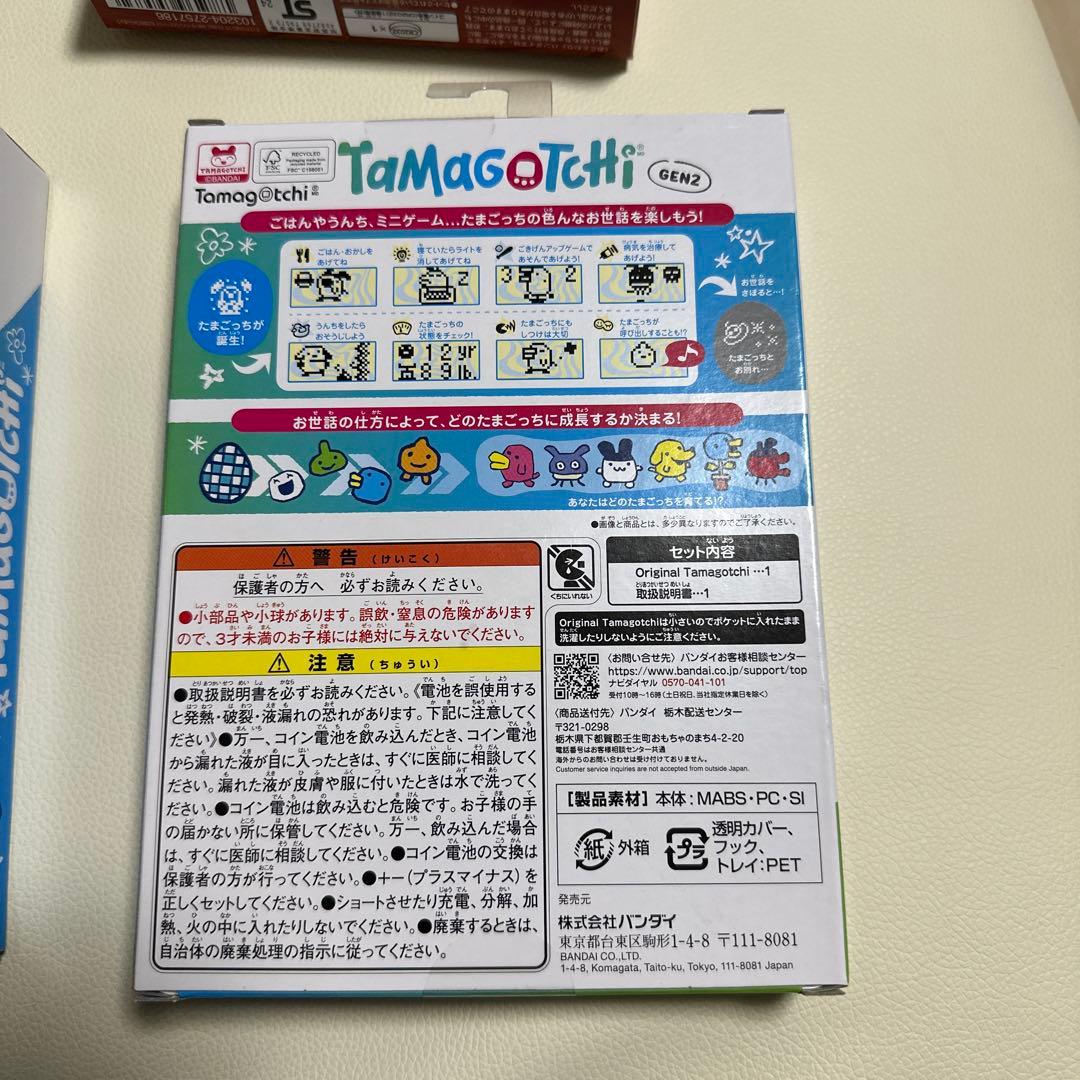 103204-2757186
ST
24
CR2032
×1
TAMAGOTCHI
©BANDAI
FSC
RECYCLED
Packaging made from
recycled material
FSC® C188051
Tamagotchi
TAMAGOTCHI
GEN2
ごはんやうんち、ミニゲーム…たまごっちの色んなお世話を楽しもう!
たまごっちが
誕生!
ごはん・おかしを
あげてね
寝ていたらライトを
消してあげてね
ごきげんアップゲームで
あそんであげよう!
病気を治療して
あげよう!
お世話を
さぼると…!
うんちをしたら
おそうじしよう
たまごっちの
状態をチェック!
たまごっちにも
しつけは大切
たまごっちが
呼び出しすることも!?
たまごっちと
お別れ…
3 2
12yr
89lb.
お世話の仕方によって、どのたまごっちに成長するか決まる!
あなたはどのたまごっちを育てる!?
●画像と商品とは、多少異なりますのでご了承ください。
警告(けいこく)
保護者の方へ 必ずお読みください。
●小部品や小球があります。誤飲・窒息の危険があります
ので、3才未満のお子様には絶対に与えないでください。
注意(ちゅうい)
●取扱説明書を必ずお読みください。《電池を誤使用する
と発熱・破裂・液漏れの恐れがあります。下記に注意してく
ださい》●万一、コイン電池を飲み込んだとき、コイン電池
から漏れた液が目に入ったときは、すぐに医師に相談してく
ださい。漏れた液が皮膚や服に付いたときは水で洗ってく
ださい。●コイン電池は飲み込むと危険です。お子様の手
の届かない所に保管してください。万一、飲み込んだ場合
は、すぐに医師に相談してください。●コイン電池の交換は
保護者の方が行ってください。●+−(プラスマイナス)を
正しくセットしてください。●ショートさせたり充電、分解、加
熱、火の中に入れたりしないでください。●廃棄するときは、
自治体の廃棄処理の指示に従ってください。
くちにいれない
セット内容
Original Tamagotchi …1
取扱説明書…1
Original Tamagotchiは小さいのでポケットに入れたまま
洗濯したりしないようにご注意ください。
〈お問い合せ先〉バンダイお客様相談センター
https://www.bandai.co.jp/support/top
ナビダイヤル 0570-041-101
受付10時〜16時(土日祝日、当社指定休業日を除く)
〈商品送付先〉バンダイ 栃木配送センター
〒321-0298
栃木県下都賀郡壬生町おもちゃのまち4-2-20
電話番号はお客様相談センター共通
海外からのお問い合わせは受け付けておりません。
Customer service inquiries are not accepted from outside Japan.
【製品素材】本体:MABS・PC・SI
紙 外箱
プラ
透明カバー、
フック、
トレイ:PET
発売元
株式会社バンダイ
東京都台東区駒形1-4-8 〒111-8081
BANDAI CO.,LTD.
1-4-8, Komagata, Taito-ku, Tokyo, 111-8081 Japan